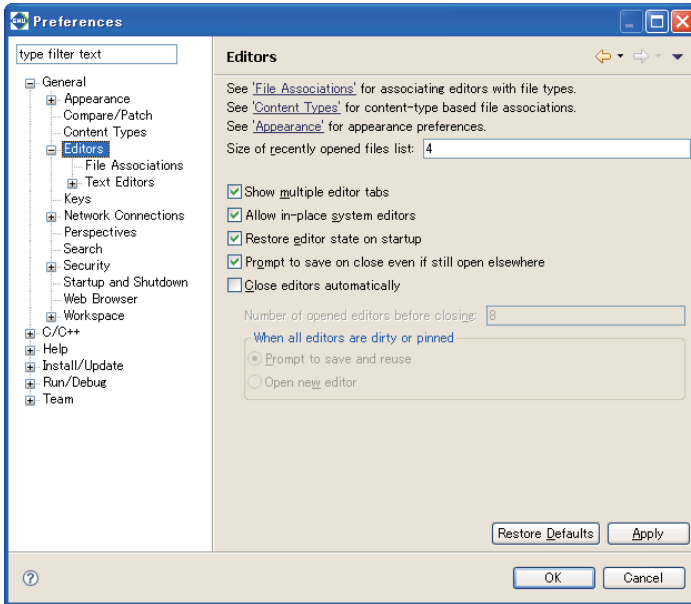 GNU Preferences
type filter text
General
Appearance
Compare/Patch
Content Types
Editors
File Associations
Text Editors
Keys
Network Connections
Perspectives
Search
Security
Startup and Shutdown
Web Browser
Workspace
C/C++
Help
Install/Update
Run/Debug
Team
Editors
See 'File Associations' for associating editors with file types.
See 'Content Types' for content-type based file associations.
See 'Appearance' for appearance preferences.
Size of recently opened files list: 4
Show multiple editor tabs
Allow in-place system editors
Restore editor state on startup
Prompt to save on close even if still open elsewhere
Close editors automatically
Number of opened editors before closing: 8
When all editors are dirty or pinned
Prompt to save and reuse
Open new editor
Restore Defaults Apply
? OK Cancel